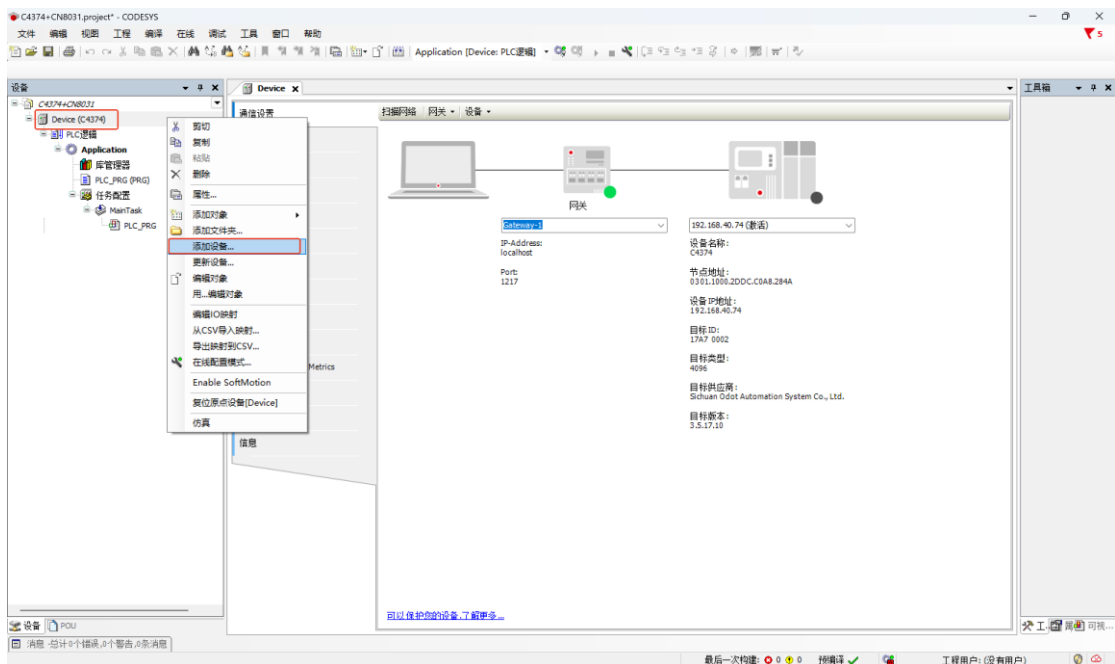 C4374+CN8031.project* - CODESYS
文件 编辑 视图 工程 编译 在线 调试 工具 窗口 帮助
5
Application [Device: PLC逻辑]
设备
C4374+CN8031
Device (C4374)
PLC逻辑
Application
库管理器
PLC_PRG (PRG)
任务配置
MainTask
PLC_PRG
剪切
复制
粘贴
删除
属性...
添加对象
添加文件夹...
添加设备...
更新设备...
编辑对象
用...编辑对象
编辑IO映射
从CSV导入映射...
导出映射到CSV...
在线配置模式...
Enable SoftMotion
复位原点设备[Device]
仿真
Device
通信设置
Metrics
信息
扫描网络 网关 设备
网关
Gateway-1
IP-Address:
localhost
Port:
1217
192.168.40.74 (激活)
设备名称:
C4374
节点地址:
0301.1000.2DDC.C0A8.284A
设备 IP地址:
192.168.40.74
目标 ID:
17A7 0002
目标类型:
4096
目标供应商:
Sichuan Odot Automation System Co., Ltd.
目标版本:
3.5.17.10
可以保护您的设备.了解更多...
工具箱
设备 POU
工... 可视...
消息 -总计0个错误,0个警告,0条消息
最后一次构建: 0 0 预编译 工程用户: (没有用户)